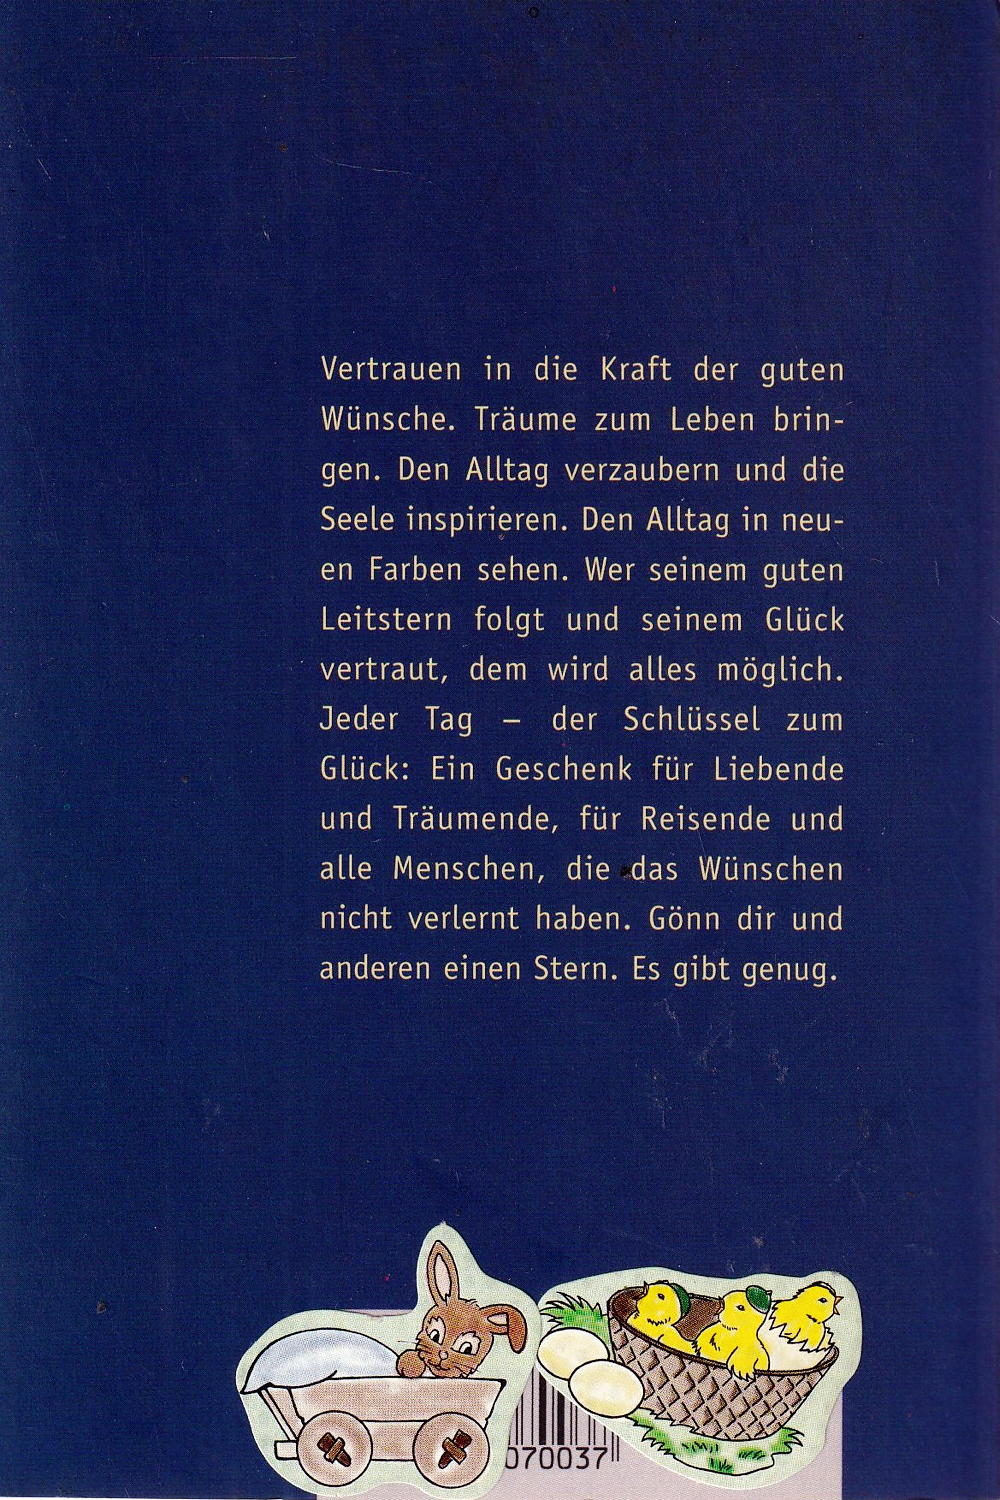 Vertrauen in die Kraft der guten
Wünsche. Träume zum Leben brin-
gen. Den Alltag verzaubern und die
Seele inspirieren. Den Alltag in neu-
en Farben sehen. Wer seinem guten
Leitstern folgt und seinem Glück
vertraut, dem wird alles möglich.
Jeder Tag – der Schlüssel zum
Glück: Ein Geschenk für Liebende
und Träumende, für Reisende und
alle Menschen, die das Wünschen
nicht verlernt haben. Gönn dir und
anderen einen Stern. Es gibt genug.
070037